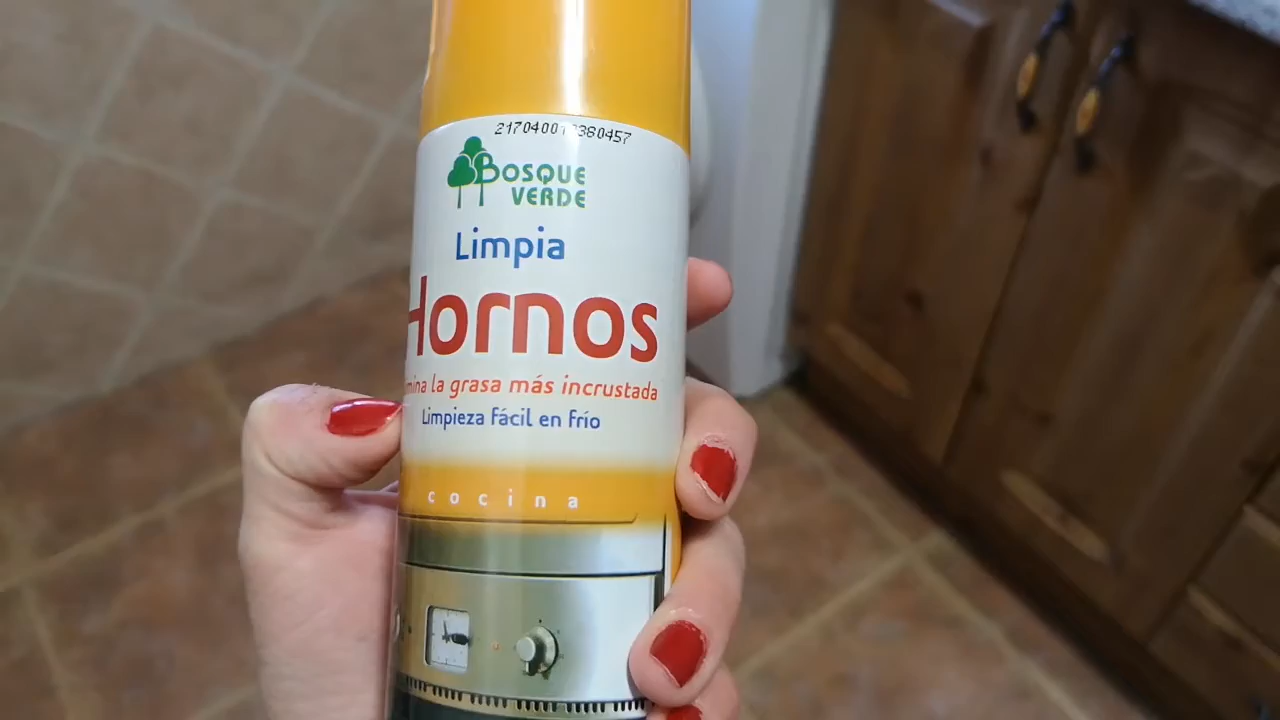 BOSQUE
VERDE
Limpia
Hornos
la grasa más incrustada
Limpieza fácil en frío
cocina